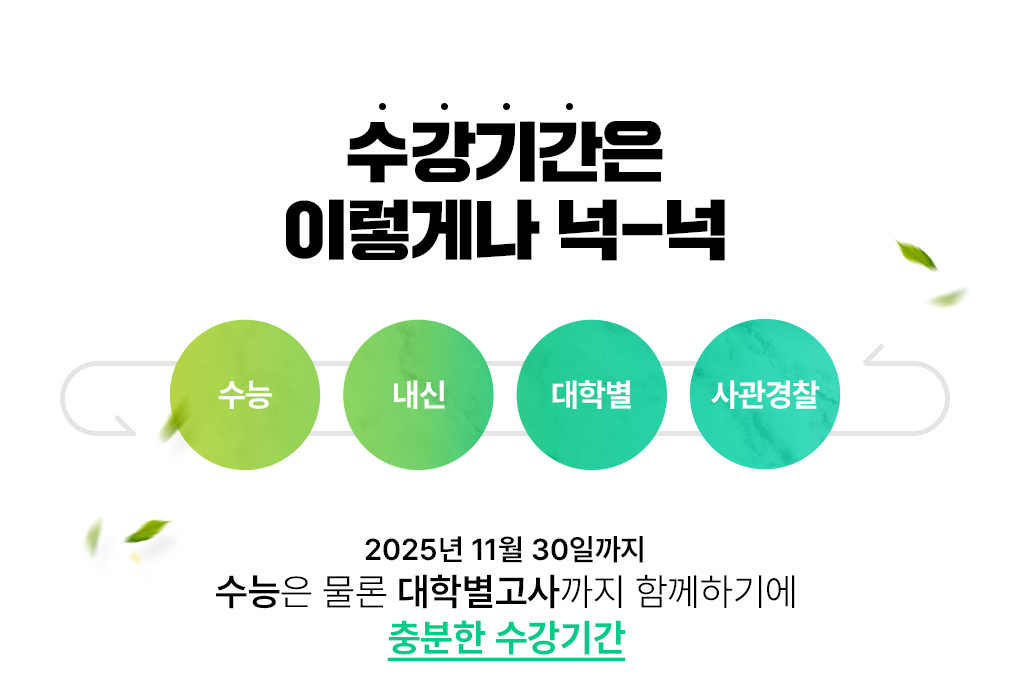 수강기간은
이렇게나 넉-넉
수능
내신
대학별
사관경찰
2025년 11월 30일까지
수능은 물론 대학별고사까지 함께하기에
충분한 수강기간